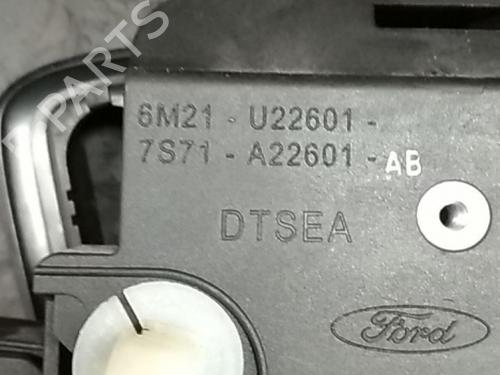 PARTS
6M21 - U22601 -
7S71 - A22601 - AB
DTSEA
Ford